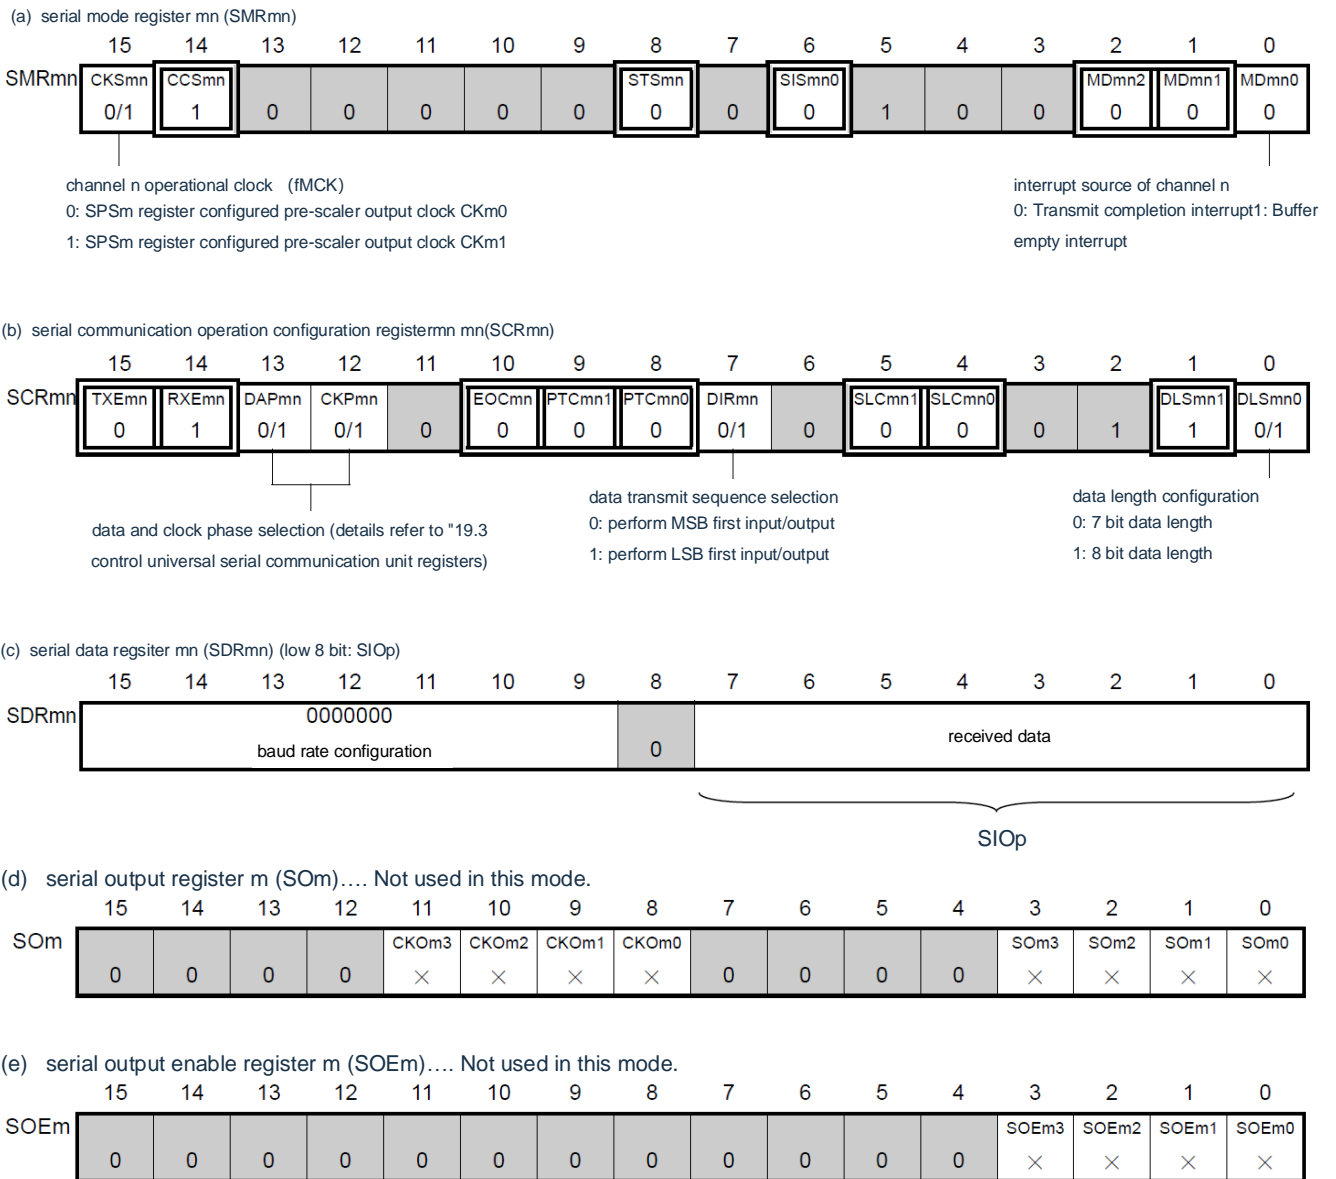 (a) serial mode register mn (SMRmn)
15 14 13 12 11 10 9 8 7 6 5 4 3 2 1 0
SMRmn CKSmn CCSmn STSmn SISmn0 MDmn2 MDmn1 MDmn0
0/1 1 0 0 0 0 0 0 0 0 1 0 0 0 0 0
channel n operational clock (fMCK)
0: SPSm register configured pre-scaler output clock CKm0
1: SPSm register configured pre-scaler output clock CKm1
interrupt source of channel n
0: Transmit completion interrupt1: Buffer
empty interrupt
(b) serial communication operation configuration registermn mn(SCRmn)
15 14 13 12 11 10 9 8 7 6 5 4 3 2 1 0
SCRmn TXEmn RXEmn DAPmn CKPmn EOCmn PTCmn1 PTCmn0 DIRmn SLCmn1 SLCmn0 DLSmn1 DLSmn0
0 1 0/1 0/1 0 0 0 0 0/1 0 0 0 0 1 1 0/1
data and clock phase selection (details refer to "19.3
control universal serial communication unit registers)
data transmit sequence selection
0: perform MSB first input/output
1: perform LSB first input/output
data length configuration
0: 7 bit data length
1: 8 bit data length
(c) serial data regsiter mn (SDRmn) (low 8 bit: SIOp)
15 14 13 12 11 10 9 8 7 6 5 4 3 2 1 0
SDRmn 0000000
baud rate configuration 0 received data
SIOp
(d) serial output register m (SOm)…. Not used in this mode.
15 14 13 12 11 10 9 8 7 6 5 4 3 2 1 0
SOm CKOm3 CKOm2 CKOm1 CKOm0 SOm3 SOm2 SOm1 SOm0
0 0 0 0 × × × × 0 0 0 0 × × × ×
(e) serial output enable register m (SOEm)…. Not used in this mode.
15 14 13 12 11 10 9 8 7 6 5 4 3 2 1 0
SOEm SOEm3 SOEm2 SOEm1 SOEm0
0 0 0 0 0 0 0 0 0 0 0 0 × × × ×